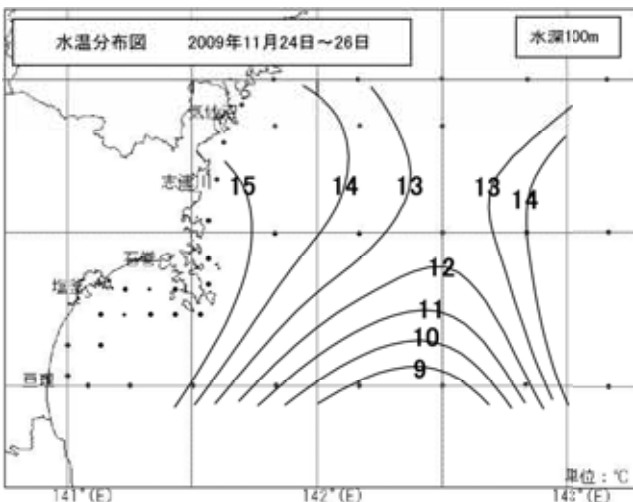 水温分布図 2009年11月24日～26日
水深100m
気仙沼
志津川
15
14
13
13
14
石巻
12
塩釜
11
10
9
亘理
単位：℃
141°(E)
142°(E)
143°(E)